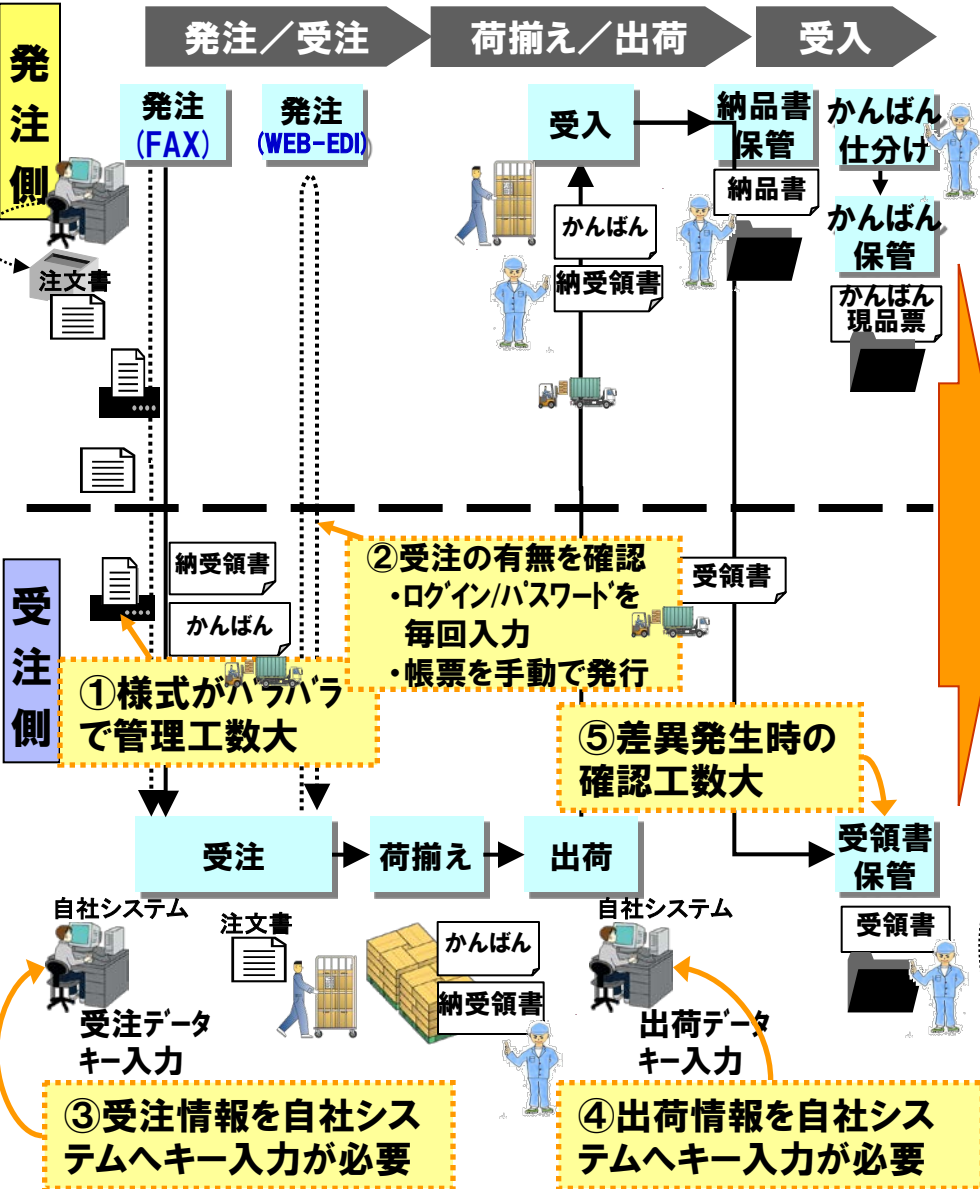 発注／受注
荷揃え／出荷
受入
発
注
側
発注
(FAX)
発注
(WEB-EDI)
受入
納品書
保管
かんばん
仕分け
納品書
かんばん
保管
かんばん
納受領書
かんばん
現品票
注文書
受
注
側
納受領書
かんばん
①様式がﾊﾞﾗﾊﾞﾗ
で管理工数大
②受注の有無を確認
・ﾛｸﾞｲﾝ/ﾊﾟｽﾜｰﾄﾞを
毎回入力
・帳票を手動で発行
受領書
⑤差異発生時の
確認工数大
受注
荷揃え
出荷
受領書
保管
自社システム
注文書
かんばん
納受領書
自社システム
受領書
受注ﾃﾞｰﾀ
ｷｰ入力
出荷ﾃﾞｰﾀ
ｷｰ入力
③受注情報を自社シス
テムへキー入力が必要
④出荷情報を自社シス
テムへキー入力が必要